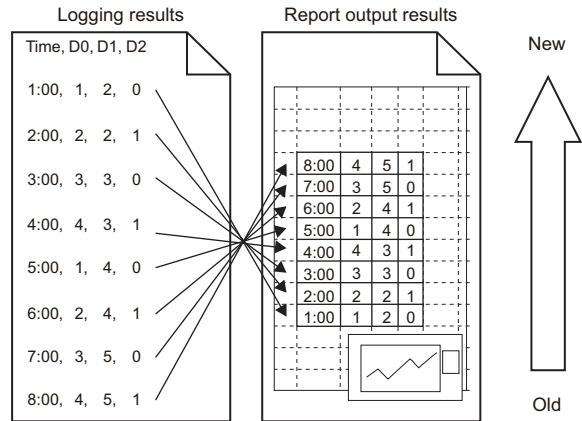 Logging results
Time, D0, D1, D2
1:00, 1, 2, 0
2:00, 2, 2, 1
3:00, 3, 3, 0
4:00, 4, 3, 1
5:00, 1, 4, 0
6:00, 2, 4, 1
7:00, 3, 5, 0
8:00, 4, 5, 1
Report output results
8:00 4 5 1
7:00 3 5 0
6:00 2 4 1
5:00 1 4 0
4:00 4 3 1
3:00 3 3 0
2:00 2 2 1
1:00 1 2 0
New
Old